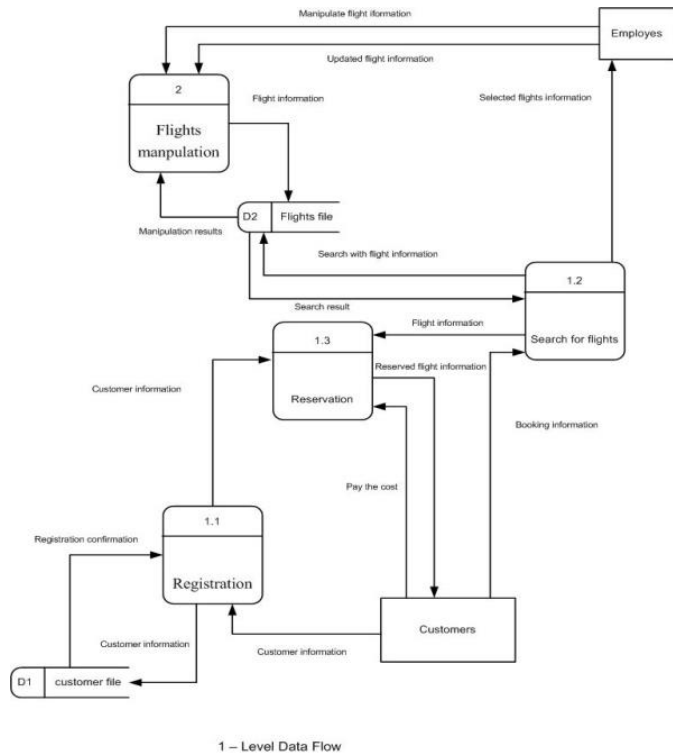 Manipulate flight iformation
Employes
Updated flight information
2
Flight information
Selected flights information
Flights
manpulation
D2
Flights file
Manipulation results
Search with flight information
1.2
Search result
Flight information
Search for flights
1.3
Reserved flight information
Customer information
Reservation
Booking information
Pay the cost
1.1
Registration confirmation
Registration
Customers
Customer information
Customer information
D1
customer file
1 – Level Data Flow